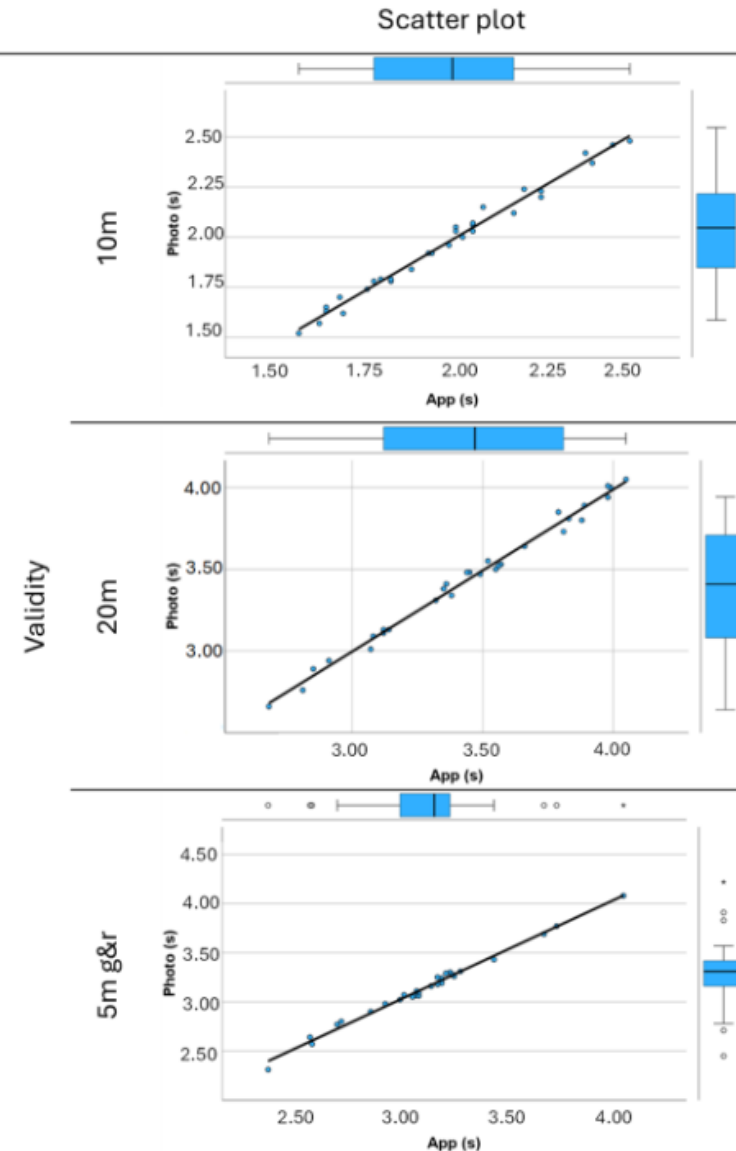 Scatter plot
Validity
10m
Photo (s)
2.50
2.25
2.00
1.75
1.50
1.50 1.75 2.00 2.25 2.50
App (s)
20m
Photo (s)
4.00
3.50
3.00
3.00 3.50 4.00
App (s)
5m g&r
Photo (s)
4.50
4.00
3.50
3.00
2.50
2.50 3.00 3.50 4.00
App (s)